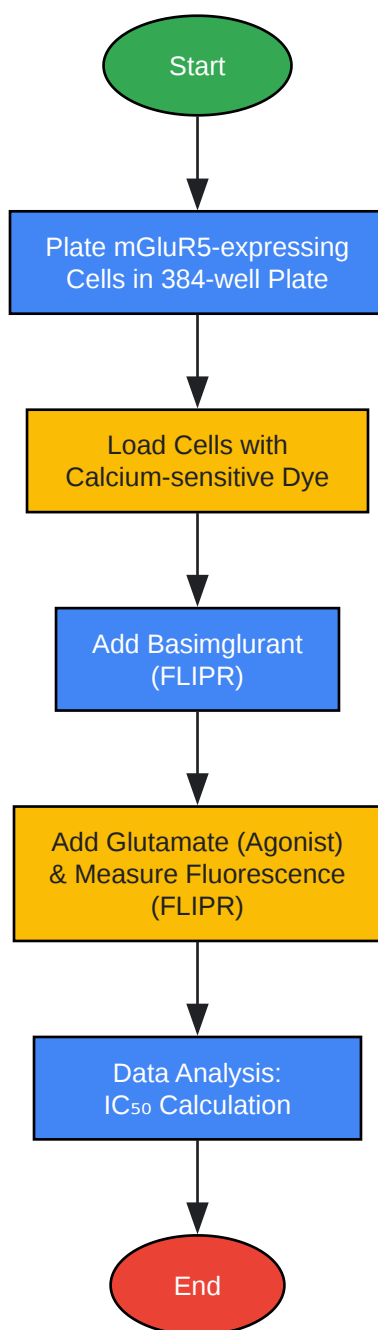 Start
Plate mGluR5-expressing
Cells in 384-well Plate
Load Cells with
Calcium-sensitive Dye
Add Basimglurant
(FLIPR)
Add Glutamate (Agonist)
& Measure Fluorescence
(FLIPR)
Data Analysis:
IC₅₀ Calculation
End